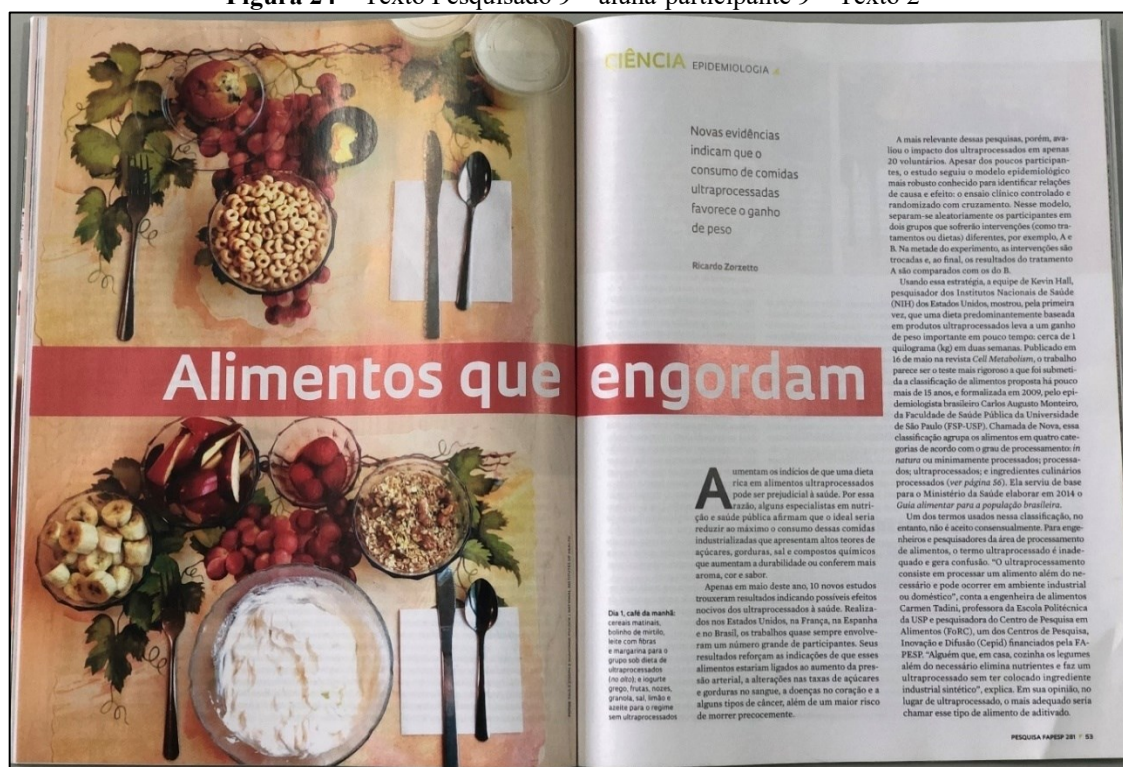 Figura 24 – Texto Pesquisado 9 – aluna-participante 9 – Texto 2
CIÊNCIA EPIDEMIOLOGIA
Novas evidências
indicam que o
consumo de comidas
ultraprocessadas
favorece o ganho
de peso
Ricardo Zorzetto
Alimentos que engordam
Aumentam os indícios de que uma dieta
rica em alimentos ultraprocessados
pode ser prejudicial à saúde. Por essa
razão, alguns especialistas em nutri-
ção e saúde pública afirmam que o ideal seria
reduzir ao máximo o consumo dessas comidas
industrializadas que apresentam altos teores de
açúcares, gorduras, sal e compostos químicos
que aumentam a durabilidade ou conferem mais
aroma, cor e sabor.
Apenas em maio deste ano, 10 novos estudos
trouxeram resultados indicando possíveis efeitos
nocivos dos ultraprocessados à saúde. Realiza-
dos nos Estados Unidos, na França, na Espanha
e no Brasil, os trabalhos quase sempre envolve-
ram um número grande de participantes. Seus
resultados reforçam as indicações de que esses
alimentos estariam ligados ao aumento da pres-
são arterial, a alterações nas taxas de açúcares
e gorduras no sangue, a doenças no coração e a
alguns tipos de câncer, além de um maior risco
de morrer precocemente.
Dia 1, café da manhã:
cereais matinais,
bolinho de mirtilo,
leite com fibras
e margarina para o
grupo sob dieta de
ultraprocessados
(no alto); e iogurte
grego, frutas, nozes,
granola, sal, limão e
azeite para o regime
sem ultraprocessados
A mais relevante dessas pesquisas, porém, ava-
liou o impacto dos ultraprocessados em apenas
20 voluntários. Apesar dos poucos participan-
tes, o estudo seguiu o modelo epidemiológico
mais robusto conhecido para identificar relações
de causa e efeito: o ensaio clínico controlado e
randomizado com cruzamento. Nesse modelo,
separam-se aleatoriamente os participantes em
dois grupos que sofrerão intervenções (como tra-
tamentos ou dietas) diferentes, por exemplo, A e
B. Na metade do experimento, as intervenções são
trocadas e, ao final, os resultados do tratamento
A são comparados com os do B.
Usando essa estratégia, a equipe de Kevin Hall,
pesquisador dos Institutos Nacionais de Saúde
(NIH) dos Estados Unidos, mostrou, pela primeira
vez, que uma dieta predominantemente baseada
em produtos ultraprocessados leva a um ganho
de peso importante em pouco tempo: cerca de 1
quilograma (kg) em duas semanas. Publicado em
16 de maio na revista Cell Metabolism, o trabalho
parece ser o teste mais rigoroso a que foi submeti-
da a classificação de alimentos proposta há pouco
mais de 15 anos, e formalizada em 2009, pelo epi-
demiologista brasileiro Carlos Augusto Monteiro,
da Faculdade de Saúde Pública da Universidade
de São Paulo (FSP-USP). Chamada de Nova, essa
classificação agrupa os alimentos em quatro cate-
gorias de acordo com o grau de processamento: in
natura ou minimamente processados; processa-
dos; ultraprocessados; e ingredientes culinários
processados (ver página 56). Ela serviu de base
para o Ministério da Saúde elaborar em 2014 o
Guia alimentar para a população brasileira.
Um dos termos usados nessa classificação, no
entanto, não é aceito consensualmente. Para enge-
nheiros e pesquisadores da área de processamento
de alimentos, o termo ultraprocessado é inade-
quado e gera confusão. “O ultraprocessamento
consiste em processar um alimento além do ne-
cessário e pode ocorrer em ambiente industrial
ou doméstico”, conta a engenheira de alimentos
Carmen Tadini, professora da Escola Politécnica
da USP e pesquisadora do Centro de Pesquisa em
Alimentos (FoRC), um dos Centros de Pesquisa,
Inovação e Difusão (Cepid) financiados pela FA-
PESP. “Alguém que, em casa, cozinha os legumes
além do necessário elimina nutrientes e faz um
ultraprocessado sem ter colocado ingrediente
industrial sintético”, explica. Em sua opinião, no
lugar de ultraprocessado, o mais adequado seria
chamar esse tipo de alimento de aditivado.
PESQUISA FAPESP 281 | 53